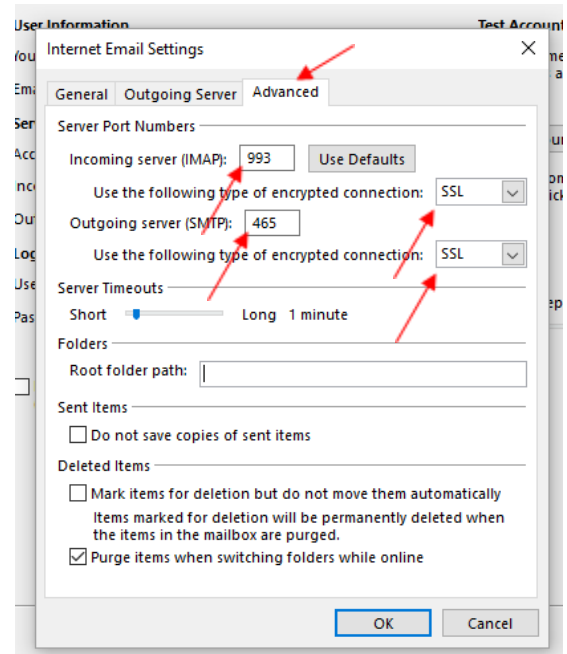 User Information Test Account
Internet Email Settings
General Outgoing Server Advanced
Server Port Numbers
Incoming server (IMAP): 993 Use Defaults
Use the following type of encrypted connection: SSL
Outgoing server (SMTP): 465
Use the following type of encrypted connection: SSL
Server Timeouts
Short Long 1 minute
Folders
Root folder path:
Sent Items
Do not save copies of sent items
Deleted Items
Mark items for deletion but do not move them automatically
Items marked for deletion will be permanently deleted when
the items in the mailbox are purged.
Purge items when switching folders while online
OK Cancel